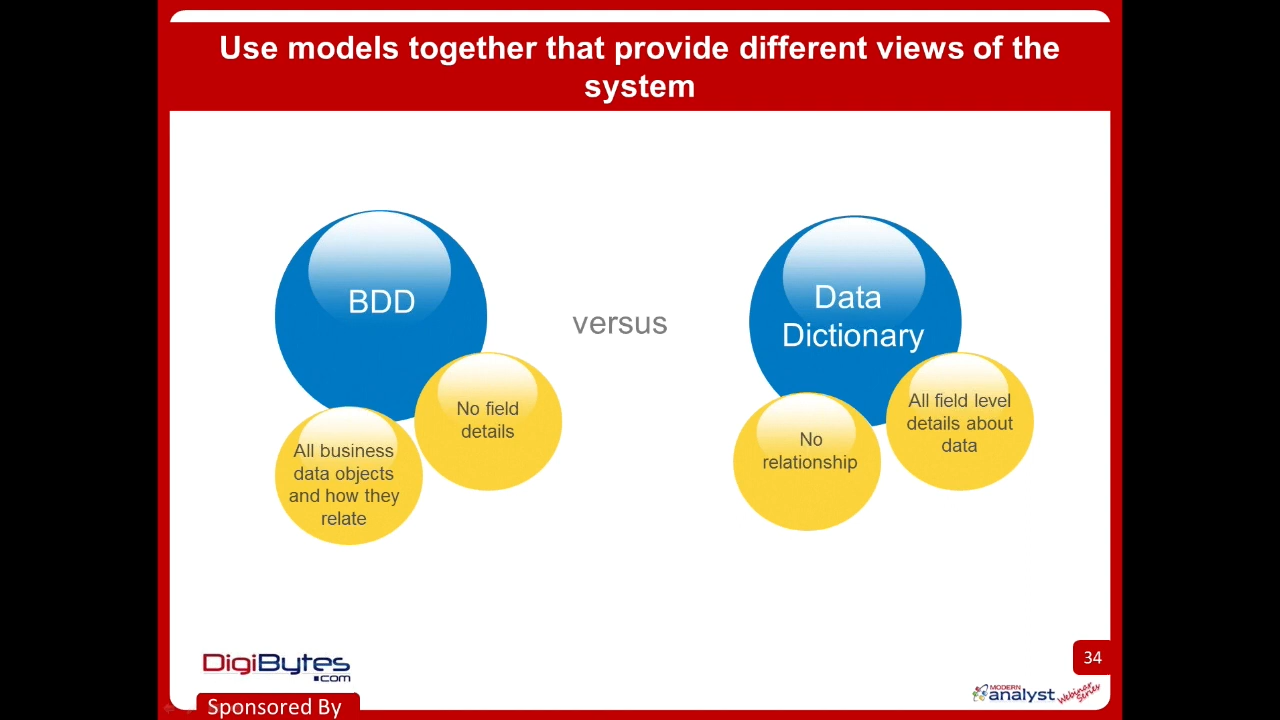 Use models together that provide different views of the
system
BDD
versus
Data
Dictionary
No field
details
All business
data objects
and how they
relate
All field level
details about
data
No
relationship
DigiBytes
.com
34
MODERN
analyst
Webinar
Series
Sponsored By